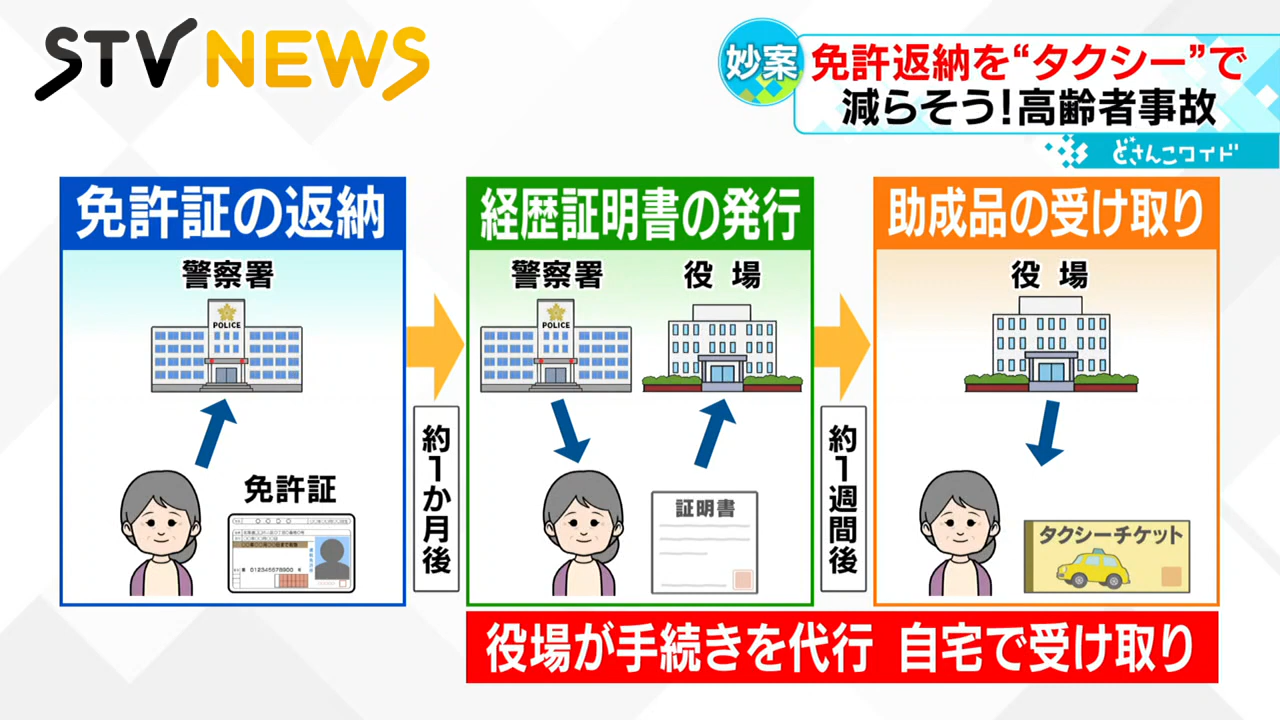 STV NEWS
妙案
免許返納を“タクシー”で
減らそう!高齢者事故
どさんこワイド
免許証の返納
警察署
POLICE
免許証
012345678900
約1か月後
経歴証明書の発行
警察署
役場
POLICE
証明書
約1週間後
助成品の受け取り
役場
タクシーチケット
役場が手続きを代行 自宅で受け取り